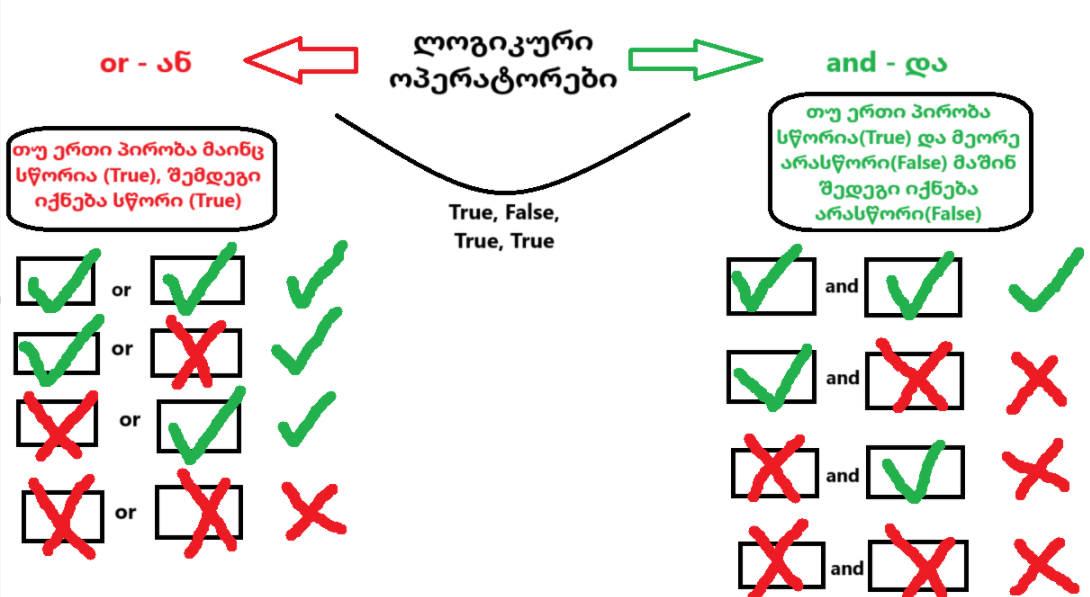 ლოგიკური
ოპერატორები
or - ან
and - და
თუ ერთი პირობა მაინც
სწორია (True), შემდეგი
იქნება სწორი (True)
თუ ერთი პირობა
სწორია(True) და მეორე
არასწორი(False) მაშინ
შედეგი იქნება
არასწორი(False)
True, False,
True, True
or
or
or
or
and
and
and
and